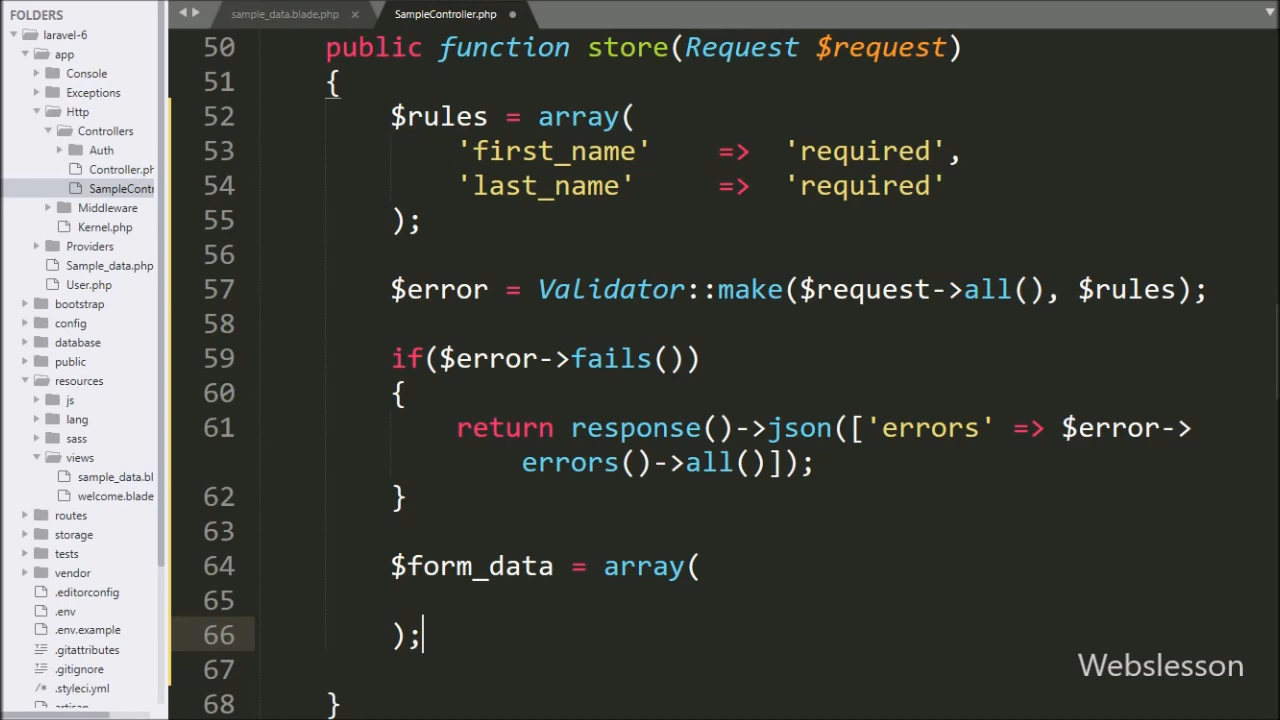 FOLDERS
laravel-6
app
Console
Exceptions
Http
Controllers
Auth
Controller.ph
SampleContr
Middleware
Kernel.php
Providers
Sample_data.php
User.php
bootstrap
config
database
public
resources
js
lang
sass
views
sample_data.bl
welcome.blade
routes
storage
tests
vendor
.editorconfig
.env
.env.example
.gitattributes
.gitignore
.styleci.yml
artisan
sample_data.blade.php × SampleController.php
50 public function store(Request $request)
51 {
52 $rules = array(
53 'first_name' => 'required',
54 'last_name' => 'required'
55 );
56
57 $error = Validator::make($request->all(), $rules);
58
59 if($error->fails())
60 {
61 return response()->json(['errors' => $error->
errors()->all()]);
62 }
63
64 $form_data = array(
65
66 );
67
68 }
Webslesson